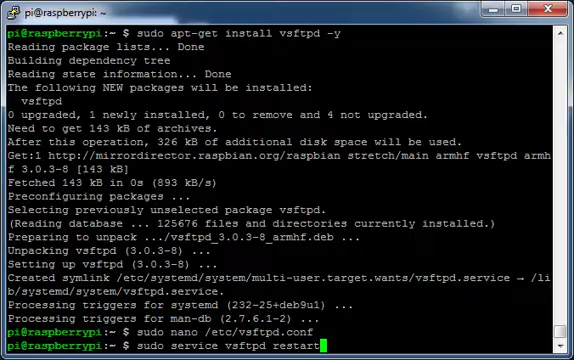 pi@raspberrypi: ~
pi@raspberrypi:~ $ sudo apt-get install vsftpd -y
Reading package lists... Done
Building dependency tree
Reading state information... Done
The following NEW packages will be installed:
  vsftpd
0 upgraded, 1 newly installed, 0 to remove and 4 not upgraded.
Need to get 143 kB of archives.
After this operation, 326 kB of additional disk space will be used.
Get:1 http://mirrordirector.raspbian.org/raspbian stretch/main armhf vsftpd armh
f 3.0.3-8 [143 kB]
Fetched 143 kB in 0s (893 kB/s)
Preconfiguring packages ...
Selecting previously unselected package vsftpd.
(Reading database ... 125676 files and directories currently installed.)
Preparing to unpack .../vsftpd_3.0.3-8_armhf.deb ...
Unpacking vsftpd (3.0.3-8) ...
Setting up vsftpd (3.0.3-8) ...
Created symlink /etc/systemd/system/multi-user.target.wants/vsftpd.service → /li
b/systemd/system/vsftpd.service.
Processing triggers for systemd (232-25+deb9u1) ...
Processing triggers for man-db (2.7.6.1-2) ...
pi@raspberrypi:~ $ sudo nano /etc/vsftpd.conf
pi@raspberrypi:~ $ sudo service vsftpd restart